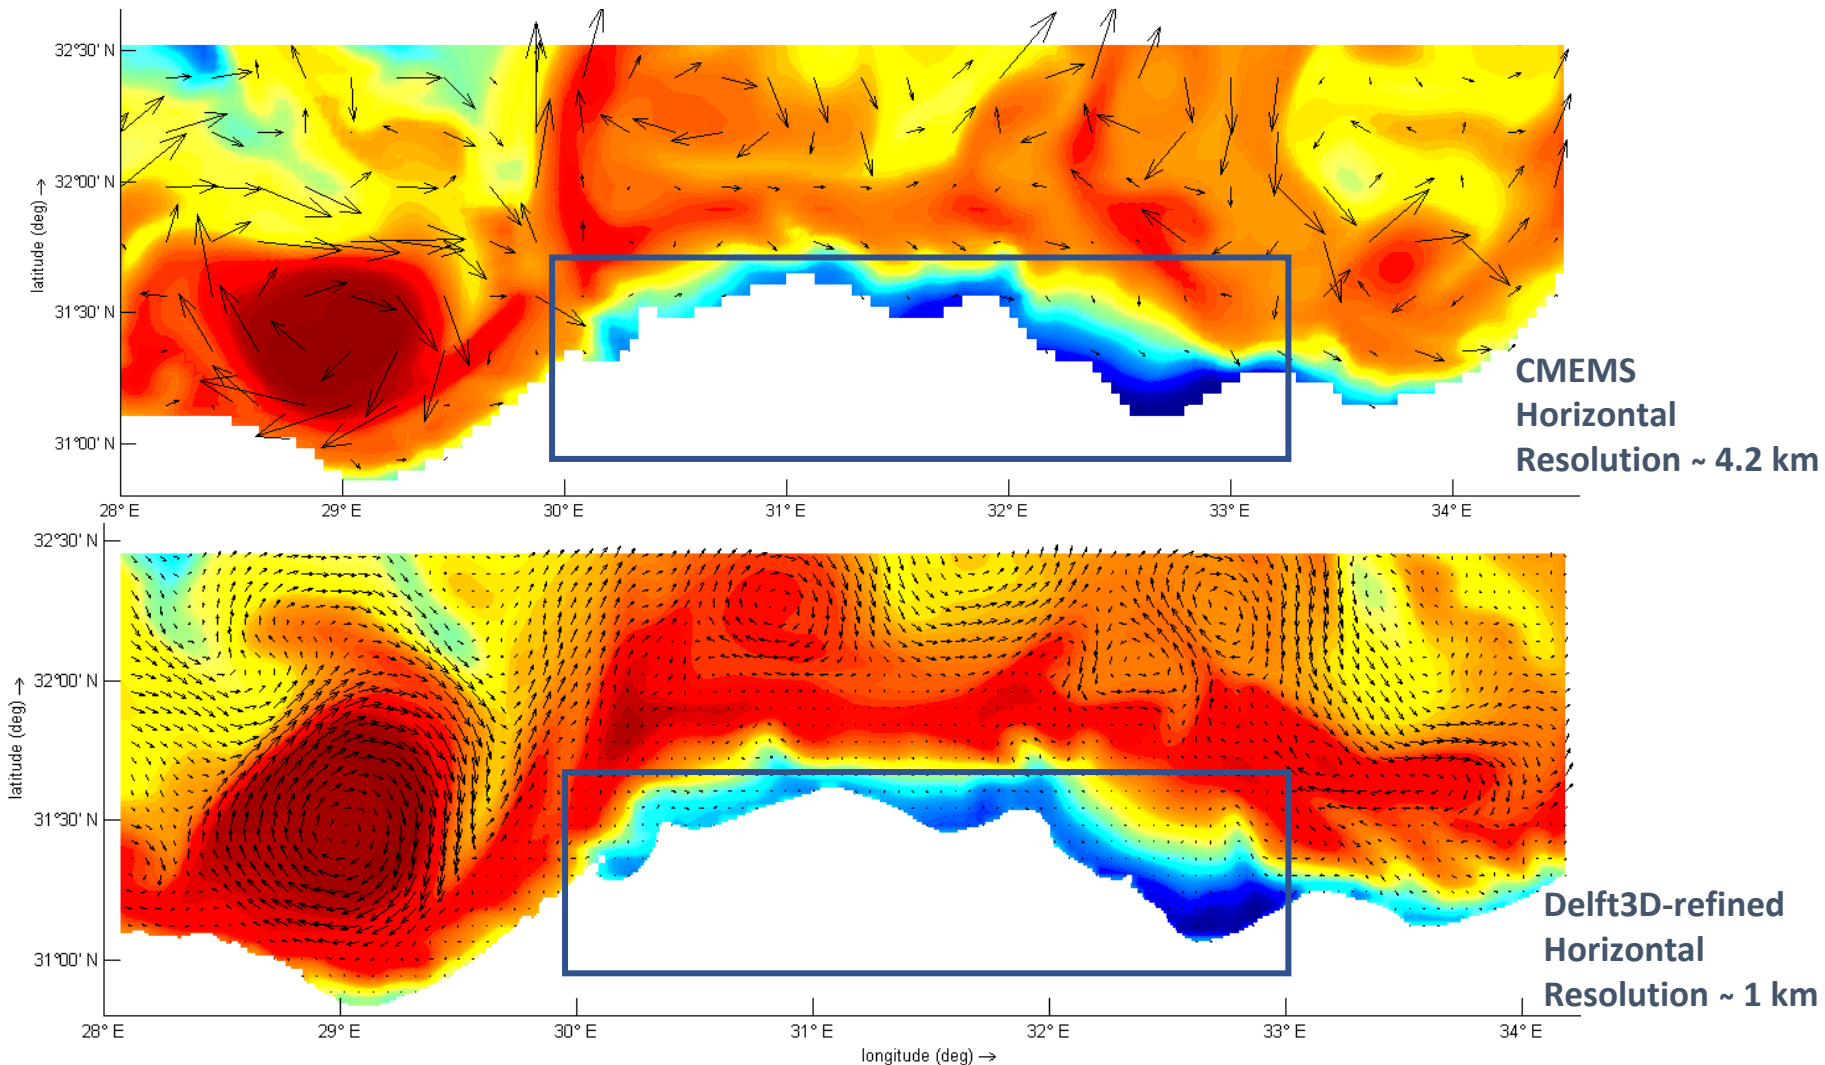 32°30' N
32°00' N
31°30' N
31°00' N
latitude (deg) →
28° E
29° E
30° E
31° E
32° E
33° E
34° E
CMEMS
Horizontal
Resolution ~ 4.2 km
32°30' N
32°00' N
31°30' N
31°00' N
latitude (deg) →
28° E
29° E
30° E
31° E
32° E
33° E
34° E
longitude (deg) →
Delft3D-refined
Horizontal
Resolution ~ 1 km